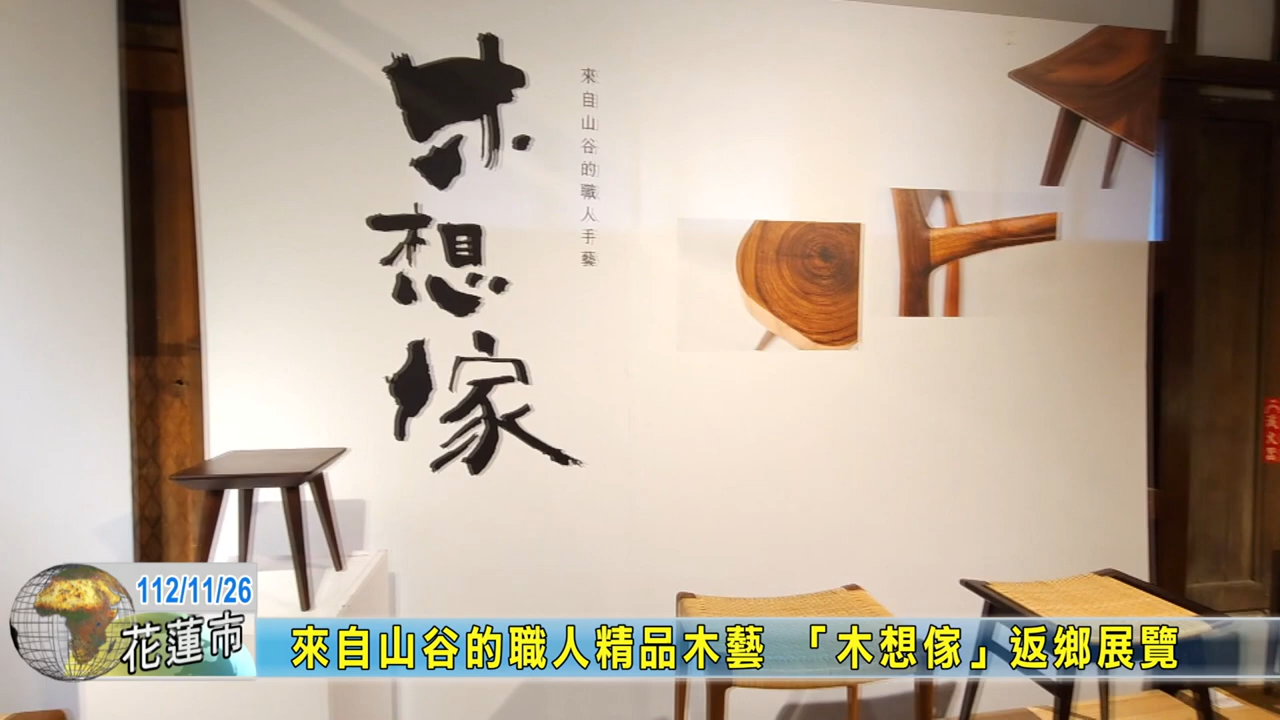 木想傢
來自山谷的職人手藝
112/11/26
花蓮市
來自山谷的職人精品木藝 「木想傢」返鄉展覽